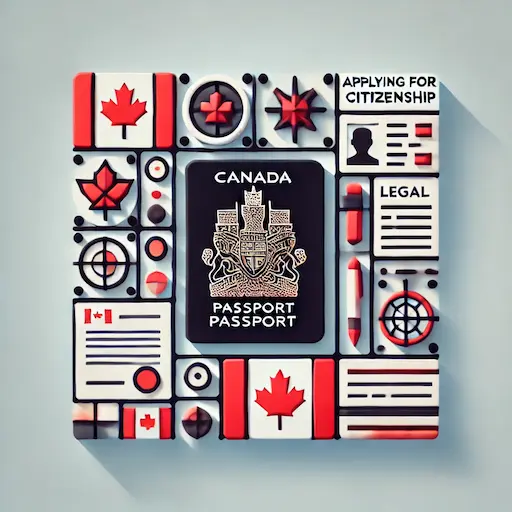 APPLYING FOR
CITIZENSHIP
CANADA
LEGAL
PASSPORT
PASSPORT